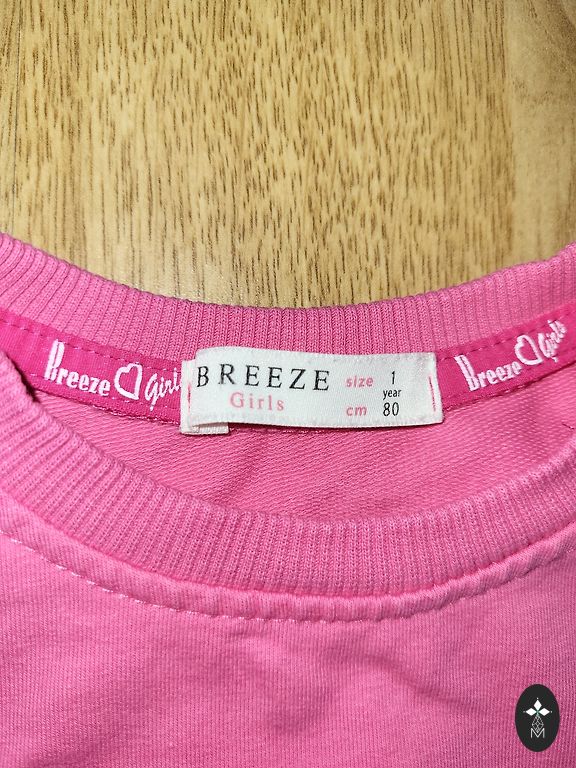 Breeze Girls
BREEZE
Girls
size 1
year
cm 80
Breeze Girls
M